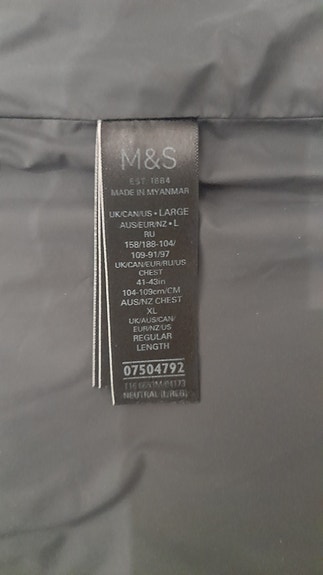 M&S
EST. 1884
MADE IN MYANMAR
UK/CAN/US • LARGE
AUS/EUR/NZ • L
RU
158/188-104/
109-91/97
UK/CAN/EUR/RU/US
CHEST
41-43in
104-109cm/CM
AUS/NZ CHEST
XL
UK/AUS/CAN/
EUR/NZ/US
REGULAR
LENGTH
07504792
NEUTRAL